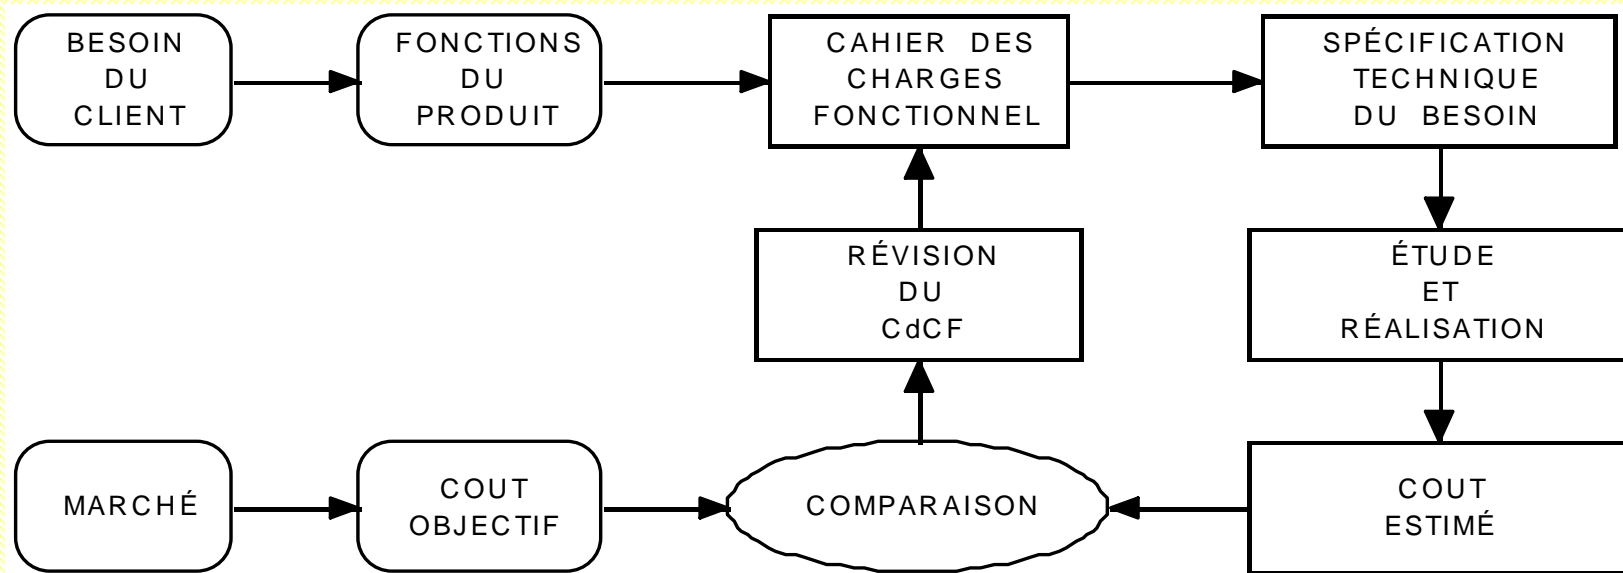 BESOIN
DU
CLIENT
FONCTIONS
DU
PRODUIT
CAHIER DES
CHARGES
FONCTIONNEL
SPÉCIFICATION
TECHNIQUE
DU BESOIN
RÉVISION
DU
CdCF
ÉTUDE
ET
RÉALISATION
MARCHÉ
COUT
OBJECTIF
COMPARAISON
COUT
ESTIMÉ